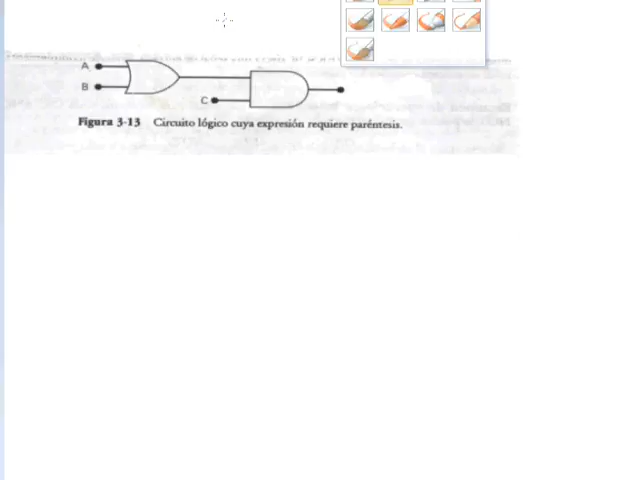 A
B
C
Figura 3-13 Circuito lógico cuya expresión requiere paréntesis.